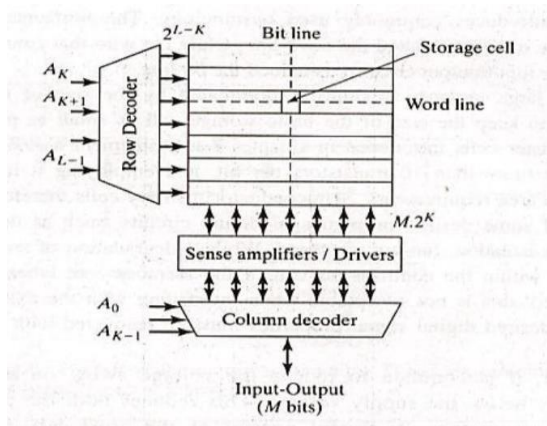 2^{L-K}
Bit line
Storage cell
A_K
A_{K+1}
Word line
A_{L-1}
Row Decoder
M.2^K
Sense amplifiers / Drivers
A_0
A_{K-1}
Column decoder
Input-Output
(M bits)